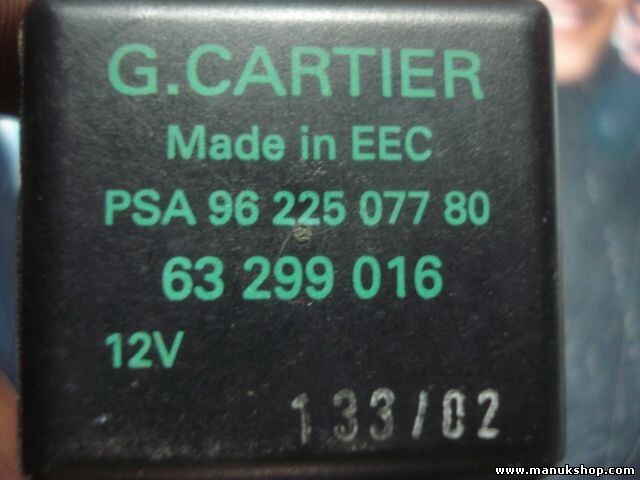 G.CARTIER
Made in EEC
PSA 96 225 077 80
63 299 016
12V
133/02
www.manukshop.com